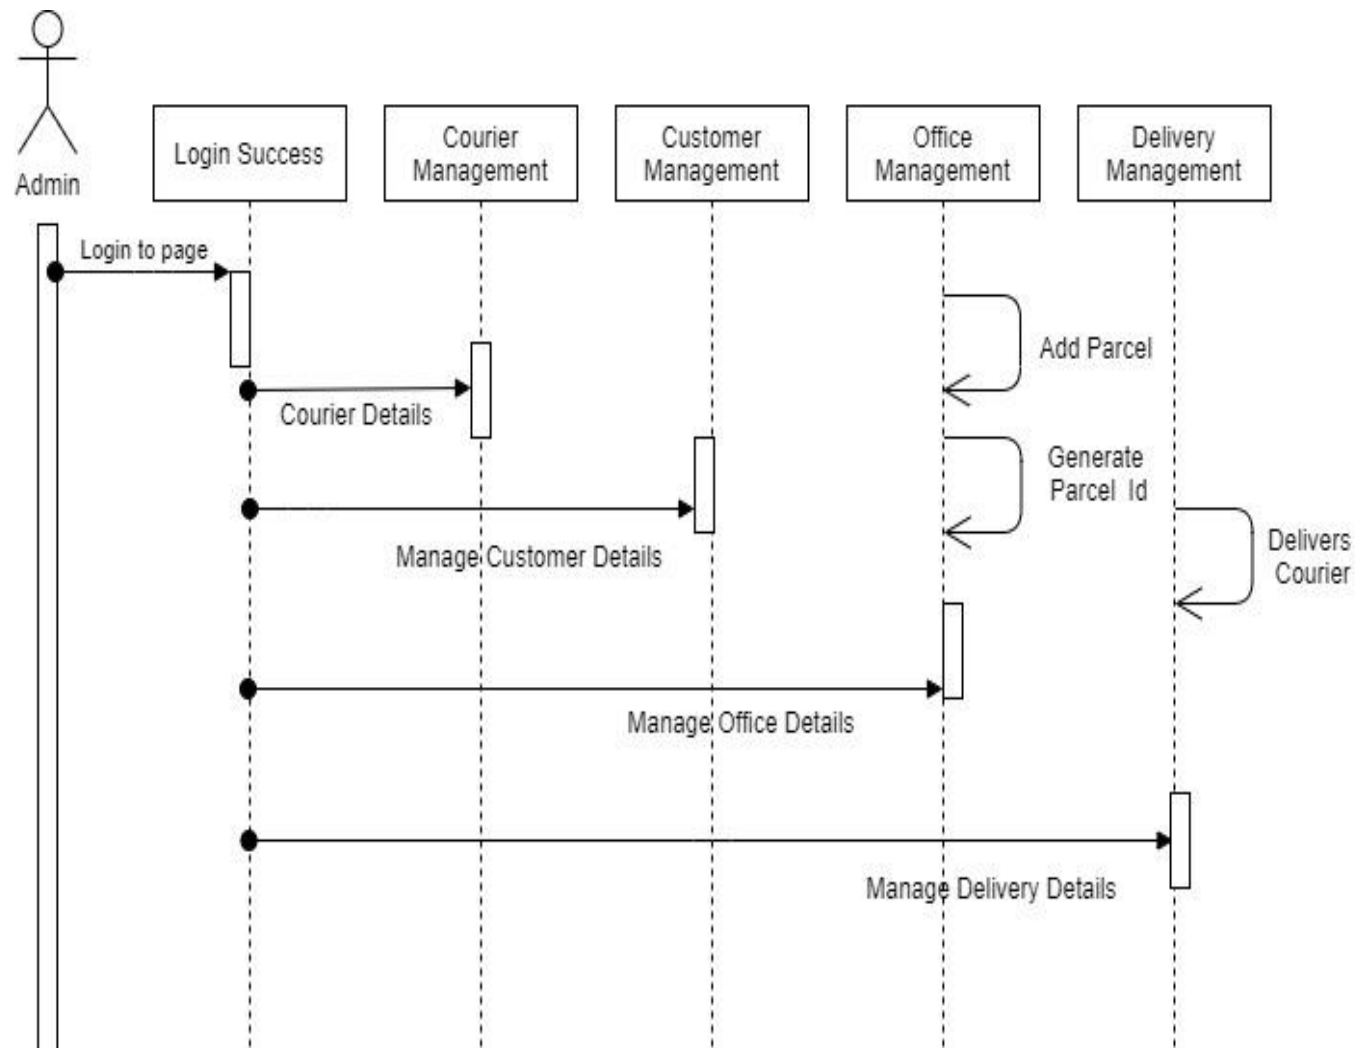 Admin
Login Success
Courier
Management
Customer
Management
Office
Management
Delivery
Management
Login to page
Add Parcel
Courier Details
Generate
Parcel Id
Delivers
Courier
Manage Customer Details
Manage Office Details
Manage Delivery Details